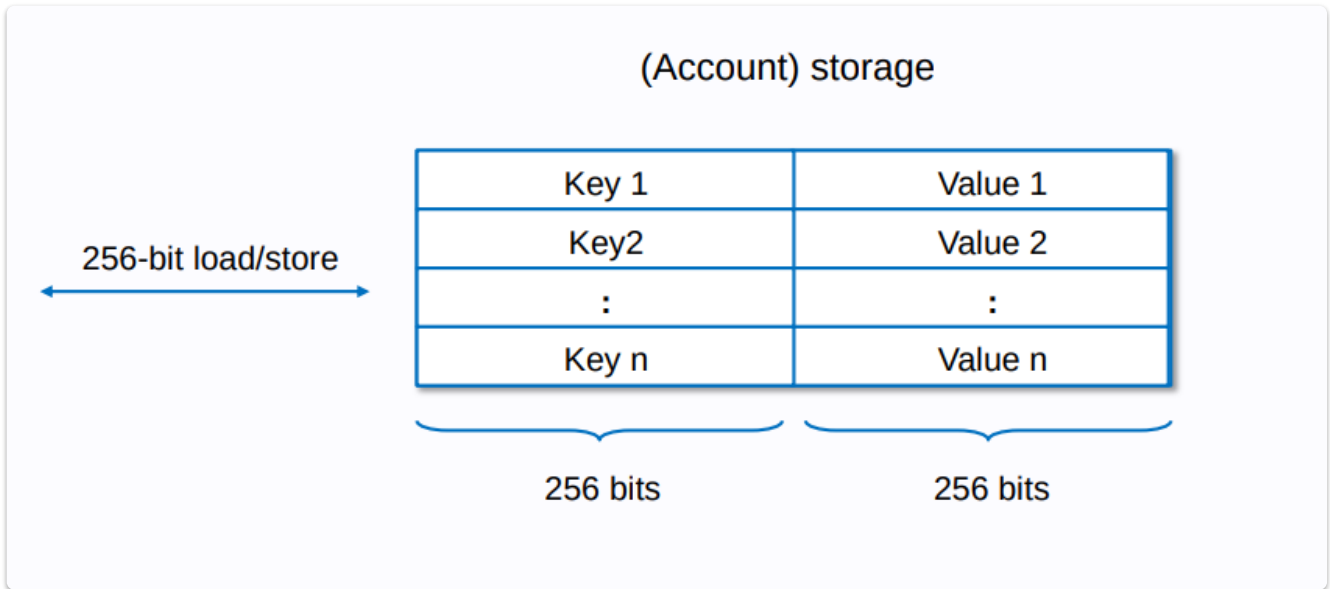 (Account) storage
Key 1 Value 1
256-bit load/store
Key2 Value 2
: :
Key n Value n
256 bits 256 bits